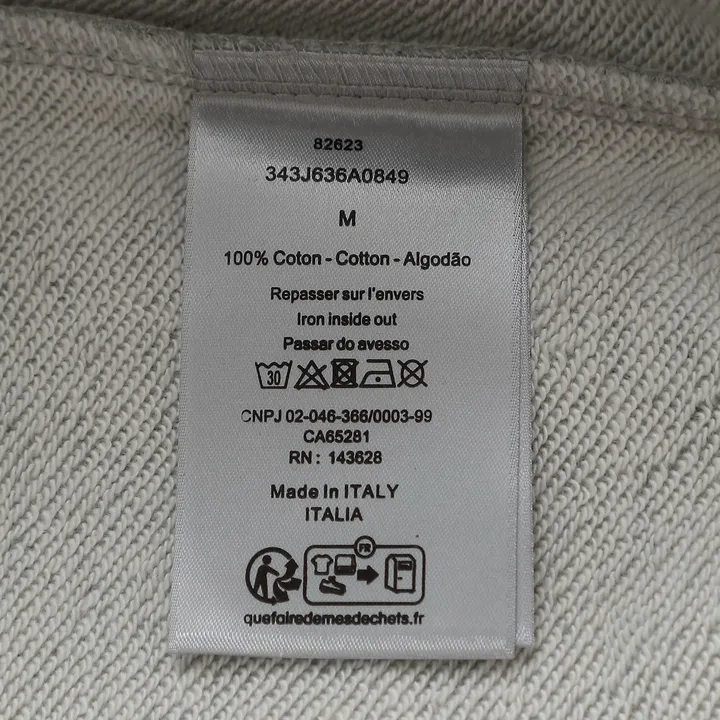 82623
343J636A0849
M
100% Coton - Cotton - Algodão
Repasser sur l'envers
Iron inside out
Passar do avesso
30
CNPJ 02-046-366/0003-99
CA65281
RN : 143628
Made In ITALY
ITALIA
FR
quefairedemesdechets.fr